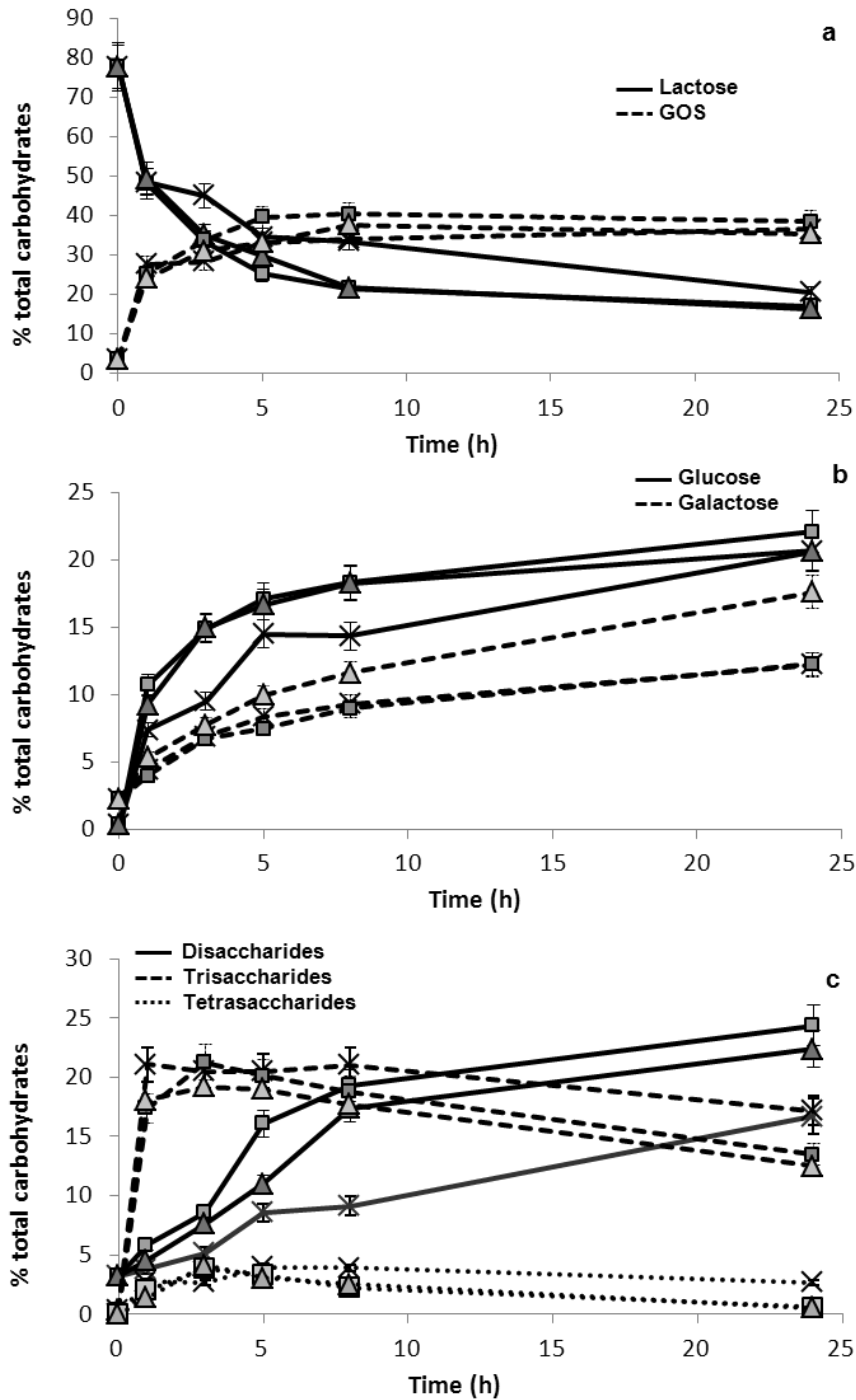 a
90
80
70
60
50
40
30
20
10
0
% total carbohydrates
Lactose
GOS
0 5 10 15 20 25
Time (h)
b
25
20
15
10
5
0
% total carbohydrates
Glucose
Galactose
0 5 10 15 20 25
Time (h)
c
30
25
20
15
10
5
0
% total carbohydrates
Disaccharides
Trisaccharides
Tetrasaccharides
0 5 10 15 20 25
Time (h)